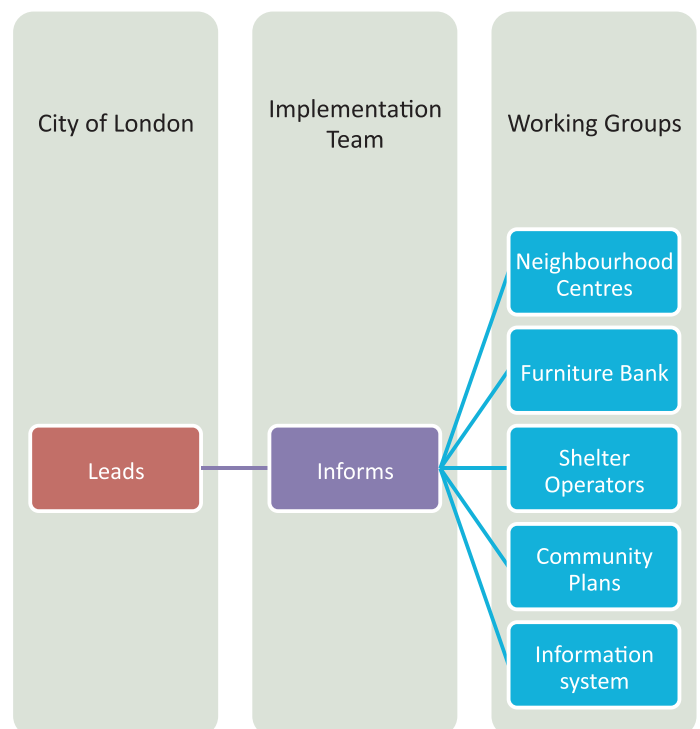 City of London
Implementation
Team
Working Groups
Leads
Informs
Neighbourhood
Centres
Furniture Bank
Shelter
Operators
Community
Plans
Information
system